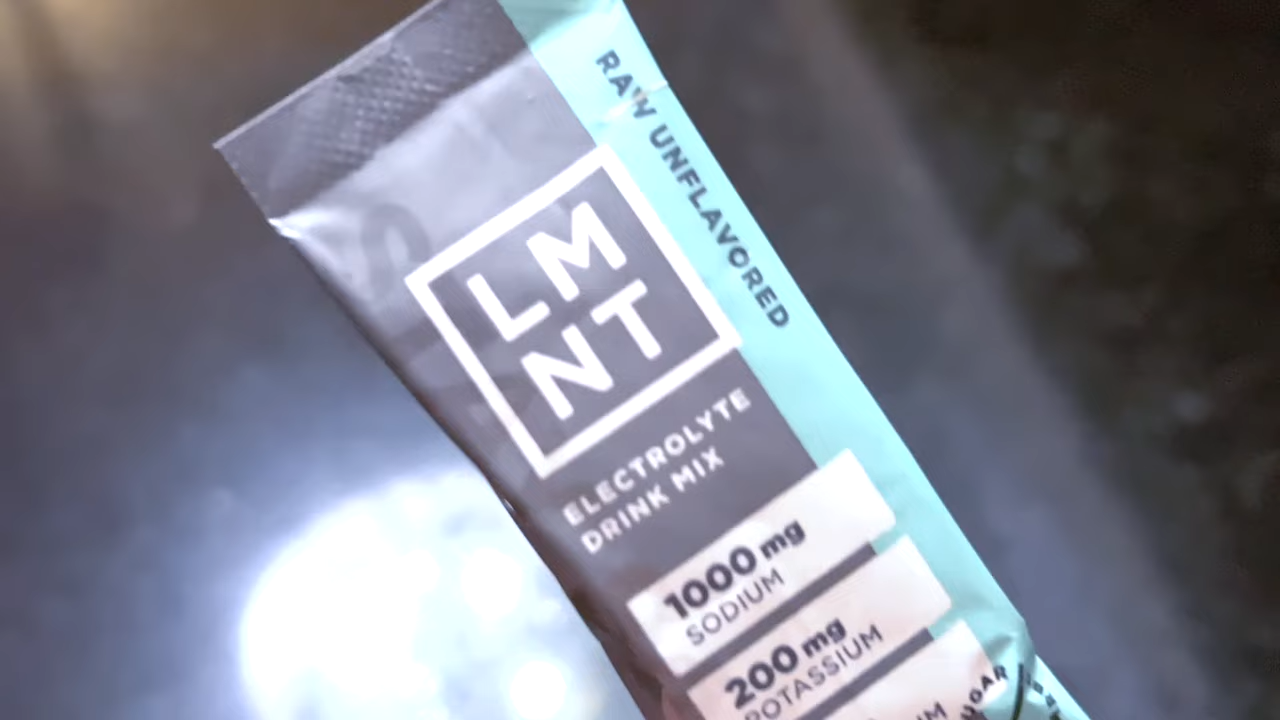 RAW UNFLAVORED
LM
NT
ELECTROLYTE
DRINK MIX
1000 mg
SODIUM
200 mg
POTASSIUM